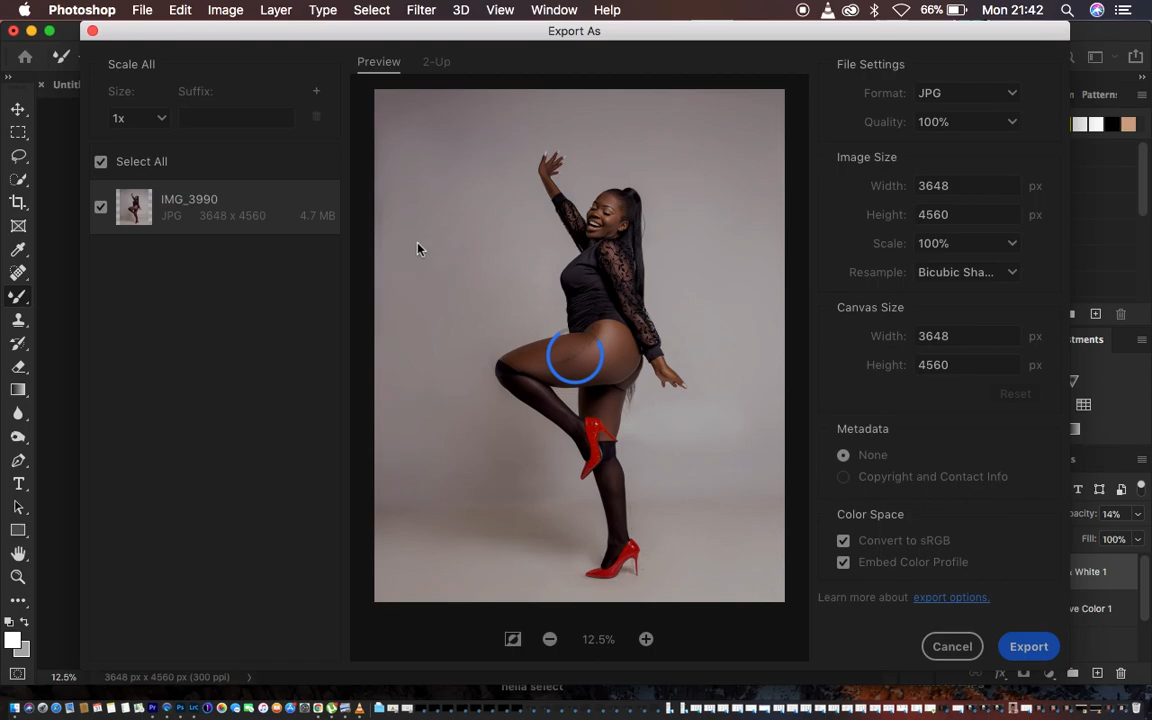 Photoshop File Edit Image Layer Type Select Filter 3D View Window Help 66% Mon 21:42
Export As
Scale All
Size: Suffix:
1x
Select All
IMG_3990
JPG 3648 x 4560 4.7 MB
Preview 2-Up
12.5%
File Settings
Format: JPG
Quality: 100%
Image Size
Width: 3648 px
Height: 4560 px
Scale: 100%
Resample: Bicubic Sha...
Canvas Size
Width: 3648 px
Height: 4560 px
Reset
Metadata
None
Copyright and Contact Info
Color Space
Convert to sRGB
Embed Color Profile
Learn more about export options.
Cancel Export
Untitl
Patterns
justments
s
pacity: 14%
Fill: 100%
White 1
ve Color 1
12.5% 3648 px x 4560 px (300 ppi)
hella select